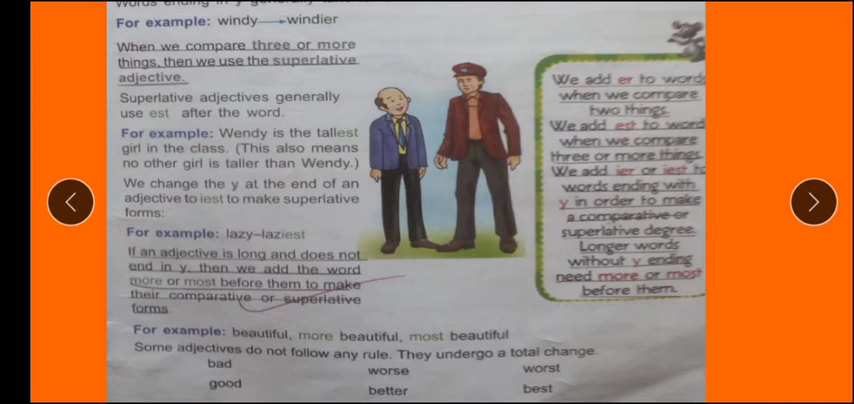 words ending in y generally
For example: windy → windier
When we compare three or more
things, then we use the superlative
adjective.
Superlative adjectives generally
use est after the word.
For example: Wendy is the tallest
girl in the class. (This also means
no other girl is taller than Wendy.)
We change the y at the end of an
adjective to iest to make superlative
forms:
For example: lazy–laziest
If an adjective is long and does not
end in y, then we add the word
more or most before them to make
their comparative or superlative
forms
For example: beautiful, more beautiful, most beautiful
Some adjectives do not follow any rule. They undergo a total change.
bad worse worst
good better best
We add er to words
when we compare
two things.
We add est to word
when we compare
three or more things.
We add ier or iest to
words ending with
y in order to make
a comparative or
superlative degree.
Longer words
without y ending
need more or most
before them.